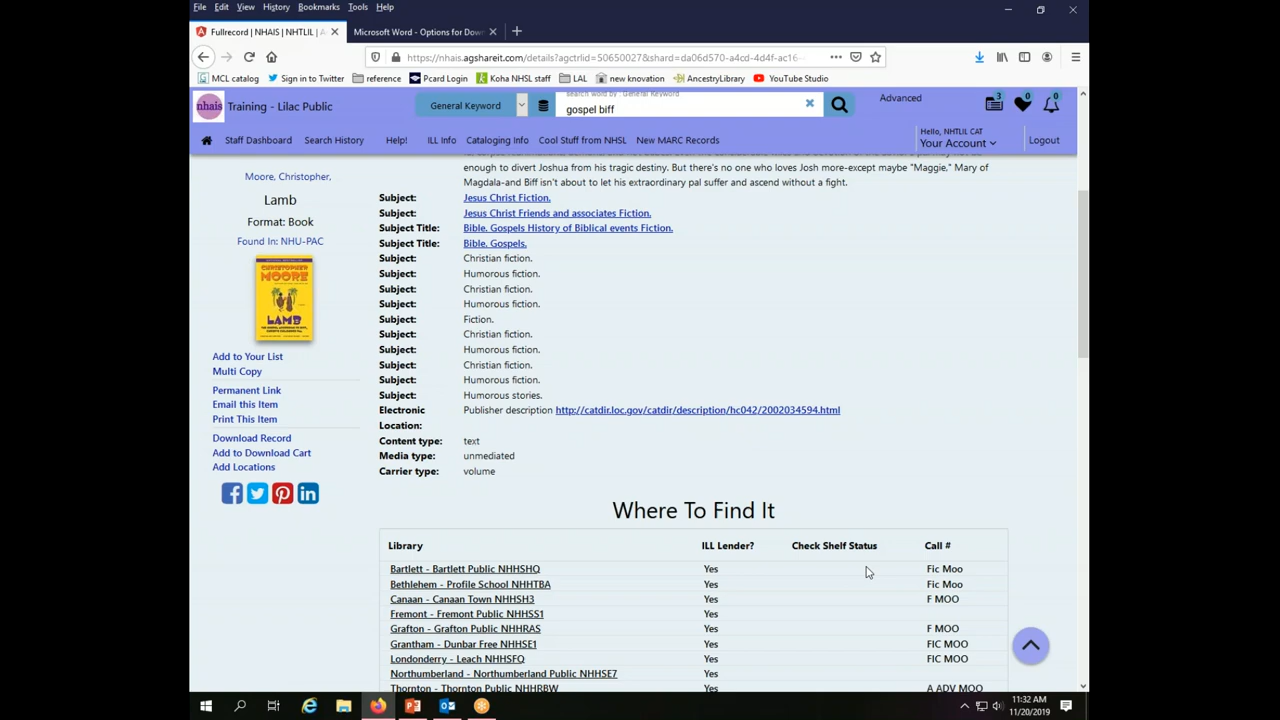 File Edit View History Bookmarks Tools Help
Fullrecord | NHAIS | NHTLIL | A
Microsoft Word - Options for Dow
https://nhais.agshareit.com/details?agctrlid=50650027&shard=da06d570-a4cd-4d4f-ac16-
MCL catalog Sign in to Twitter reference Pcard Login Koha NHSL staff LAL new knovation AncestryLibrary YouTube Studio
nhais Training - Lilac Public
General Keyword
search word by : General Keyword
gospel biff
Advanced
3 0 0
Staff Dashboard Search History Help! ILL Info Cataloging Info Cool Stuff from NHSL New MARC Records
Hello, NHTLIL CAT
Your Account
Logout
enough to divert Joshua from his tragic destiny. But there's no one who loves Josh more-except maybe "Maggie," Mary of
Magdala-and Biff isn't about to let his extraordinary pal suffer and ascend without a fight.
Moore, Christopher,
Lamb
Format: Book
Found In: NHU-PAC
CHRISTOPHER
MOORE
LAMB
Add to Your List
Multi Copy
Permanent Link
Email this Item
Print This Item
Download Record
Add to Download Cart
Add Locations
Subject: Jesus Christ Fiction.
Subject: Jesus Christ Friends and associates Fiction.
Subject Title: Bible. Gospels History of Biblical events Fiction.
Subject Title: Bible. Gospels.
Subject: Christian fiction.
Subject: Humorous fiction.
Subject: Christian fiction.
Subject: Humorous fiction.
Subject: Fiction.
Subject: Christian fiction.
Subject: Humorous fiction.
Subject: Christian fiction.
Subject: Humorous fiction.
Subject: Humorous stories.
Electronic Publisher description http://catdir.loc.gov/catdir/description/hc042/2002034594.html
Location:
Content type: text
Media type: unmediated
Carrier type: volume
Where To Find It
Library ILL Lender? Check Shelf Status Call #
Bartlett - Bartlett Public NHHSHQ Yes Fic Moo
Bethlehem - Profile School NHHTBA Yes Fic Moo
Canaan - Canaan Town NHHSH3 Yes F MOO
Fremont - Fremont Public NHHSS1 Yes
Grafton - Grafton Public NHHRAS Yes F MOO
Grantham - Dunbar Free NHHSE1 Yes FIC MOO
Londonderry - Leach NHHSFQ Yes FIC MOO
Northumberland - Northumberland Public NHHSE7 Yes
Thornton - Thornton Public NHHRBW Yes A ADV MOO
11:32 AM
11/20/2019